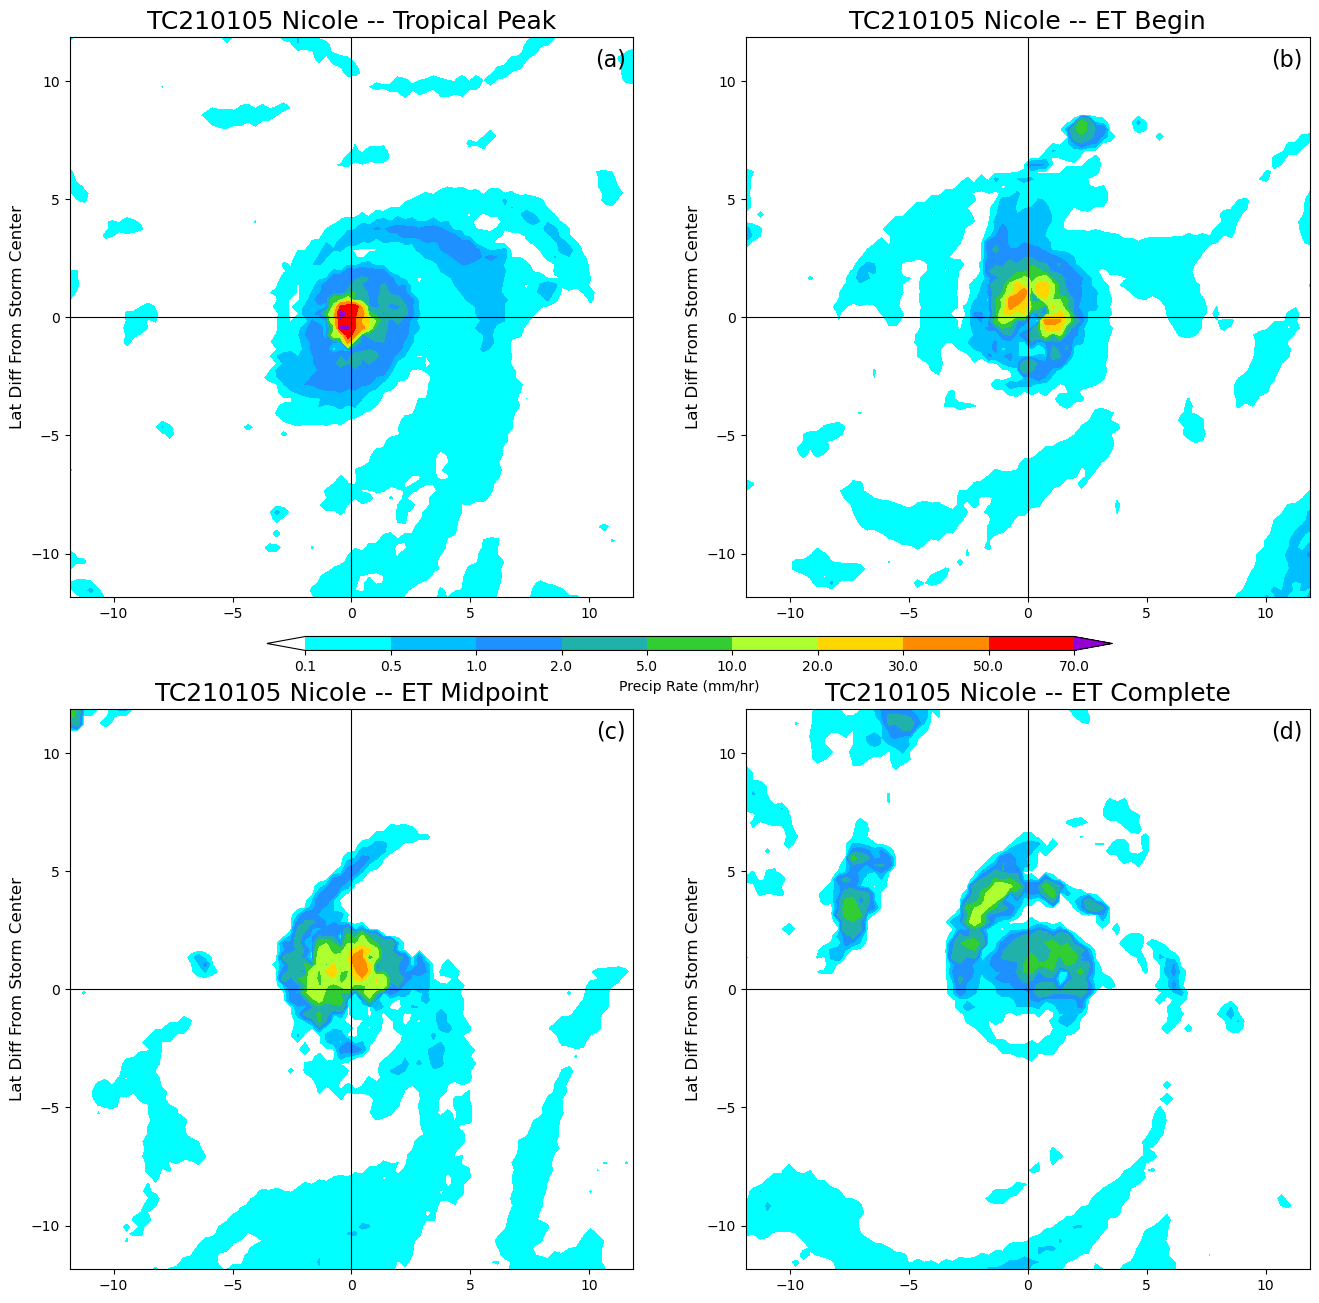 TC210105 Nicole -- Tropical Peak
(a)
Lat Diff From Storm Center
10
5
0
−5
−10
−10 −5 0 5 10
TC210105 Nicole -- ET Begin
(b)
Lat Diff From Storm Center
10
5
0
−5
−10
−10 −5 0 5 10
0.1 0.5 1.0 2.0 5.0 10.0 20.0 30.0 50.0 70.0
Precip Rate (mm/hr)
TC210105 Nicole -- ET Midpoint
(c)
Lat Diff From Storm Center
10
5
0
−5
−10
−10 −5 0 5 10
TC210105 Nicole -- ET Complete
(d)
Lat Diff From Storm Center
10
5
0
−5
−10
−10 −5 0 5 10